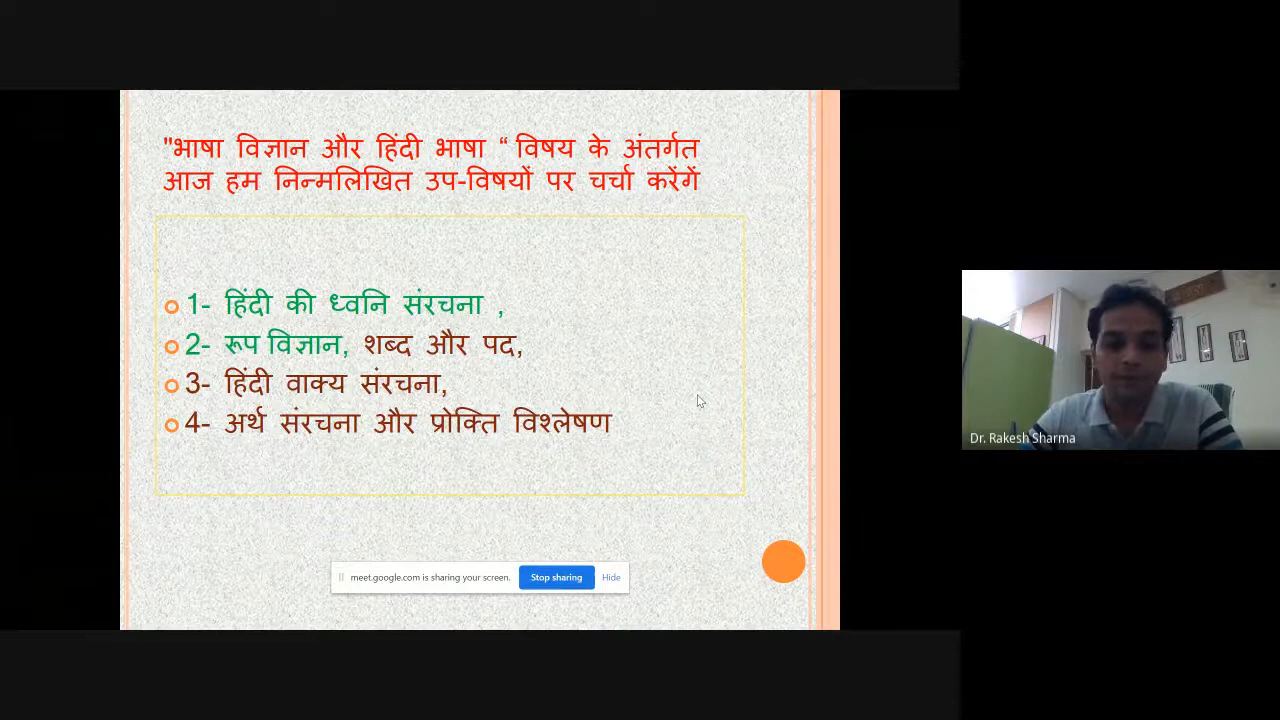 "भाषा विज्ञान और हिंदी भाषा “ विषय के अंतर्गत
आज हम निन्मलिखित उप-विषयों पर चर्चा करेंगें
1- हिंदी की ध्वनि संरचना ,
2- रूप विज्ञान, शब्द और पद,
3- हिंदी वाक्य संरचना,
4- अर्थ संरचना और प्रोक्ति विश्लेषण
Dr. Rakesh Sharma
meet.google.com is sharing your screen. Stop sharing Hide